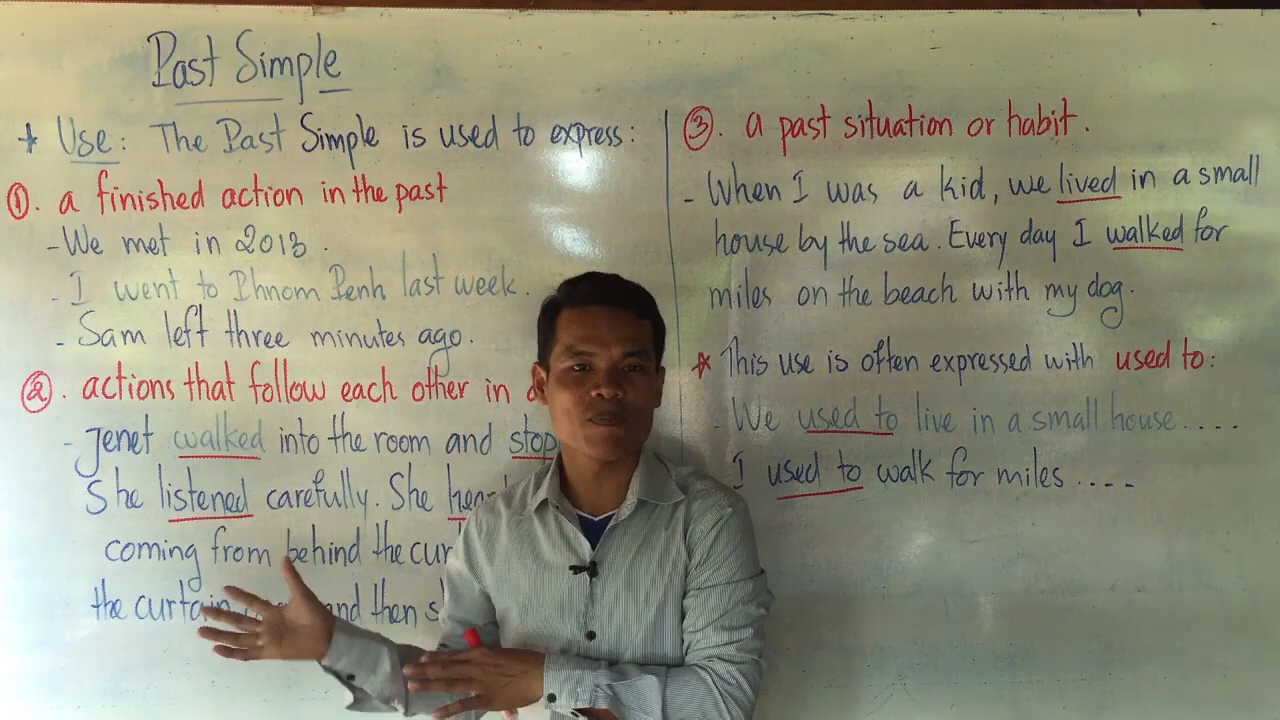 Past Simple
* Use: The Past Simple is used to express:
①. a finished action in the past
- We met in 2013.
- I went to Phnom Penh last week.
- Sam left three minutes ago.
②. actions that follow each other in
- Jenet walked into the room and
She listened carefully. She
coming from behind the
the curtain and then
③. a past situation or habit.
- When I was a kid, we lived in a small
house by the sea. Every day I walked for
miles on the beach with my dog.
* This use is often expressed with used to:
- We used to live in a small house....
I used to walk for miles ....